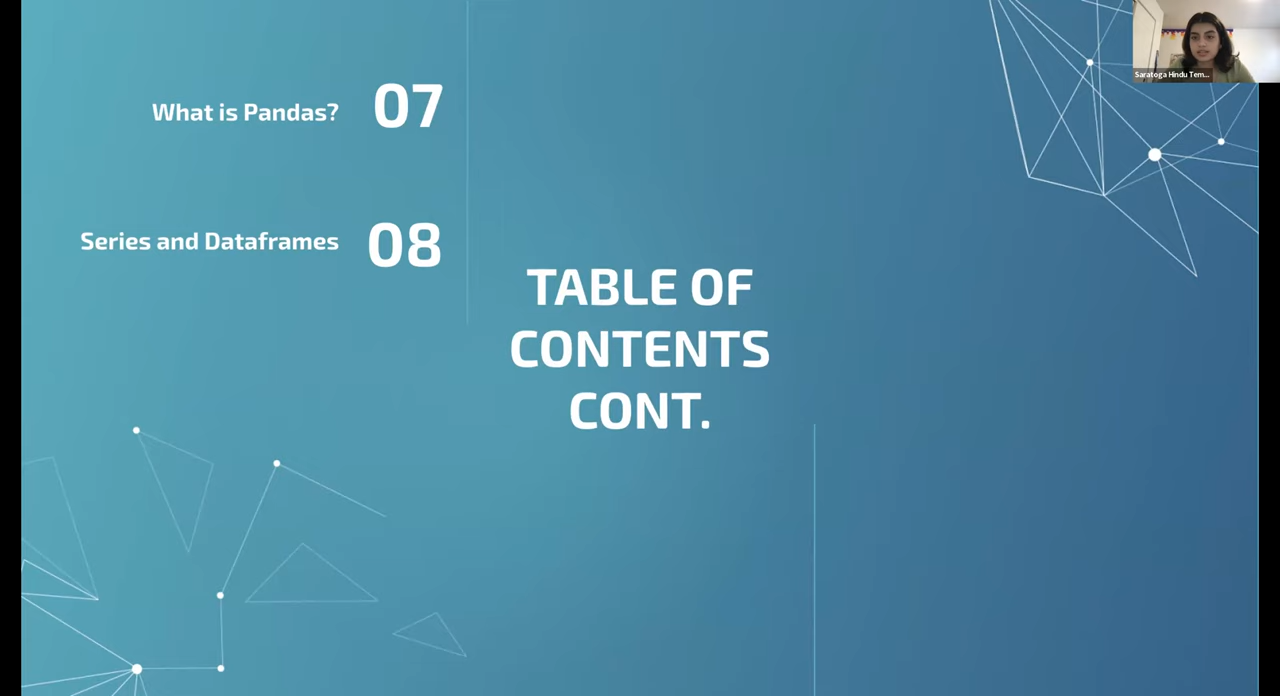 What is Pandas? 07
Series and Dataframes 08
TABLE OF
CONTENTS
CONT.
Saratoga Hindu Tem...